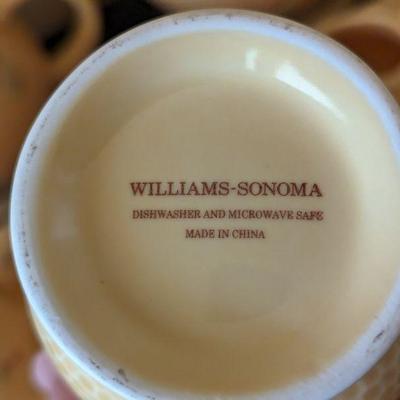 WILLIAMS-SONOMA
DISHWASHER AND MICROWAVE SAFE
MADE IN CHINA